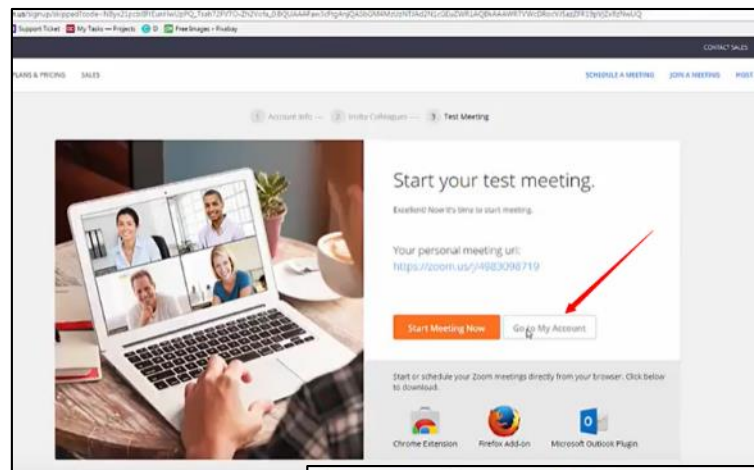 Support Ticket My Tasks — Projects D Free Images - Pixabay
CONTACT SALES
PLANS & PRICING SALES SCHEDULE A MEETING JOIN A MEETING HOST
1 Account Info 2 Invite Colleagues 3 Test Meeting
Start your test meeting.
Excellent! Now it's time to start meeting.
Your personal meeting url:
https://zoom.us/j/4983098719
Start Meeting Now Go to My Account
Start or schedule your Zoom meetings directly from your browser. Click below
to download.
Chrome Extension Firefox Add-on Microsoft Outlook Plugin